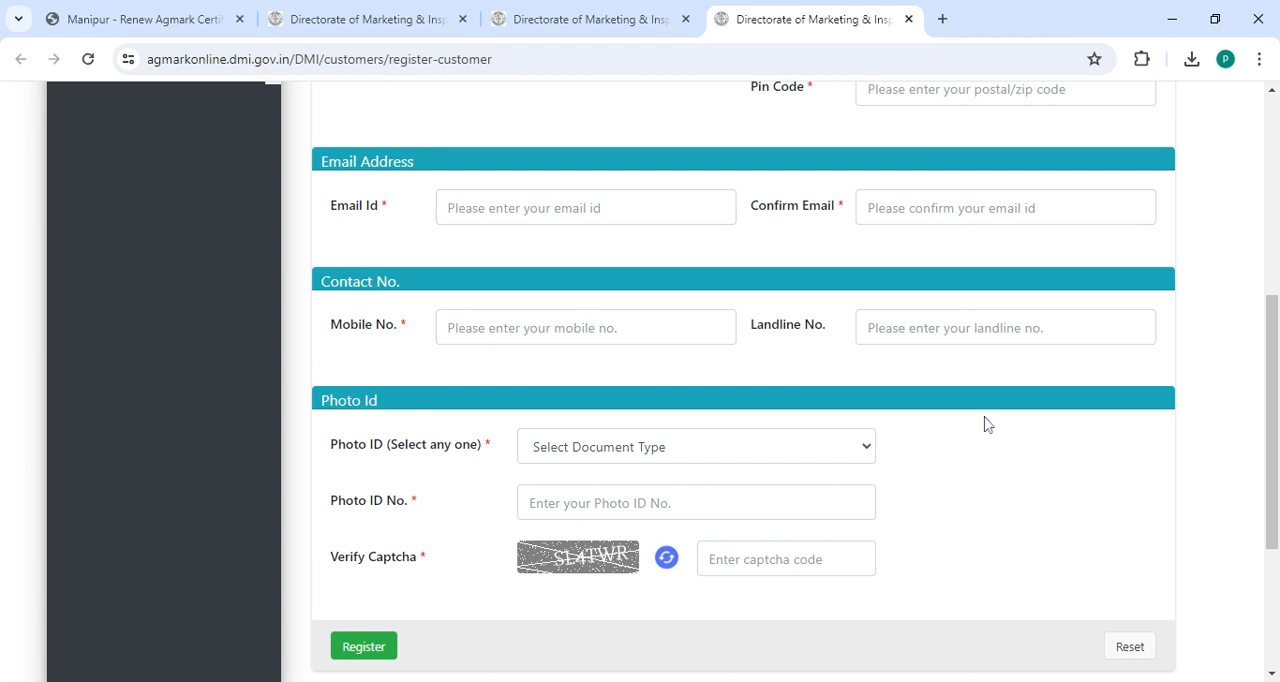 Manipur - Renew Agmark Certi
Directorate of Marketing & Insp
Directorate of Marketing & Insp
Directorate of Marketing & Insp
agmarkonline.dmi.gov.in/DMI/customers/register-customer
P
Pin Code *
Please enter your postal/zip code
Email Address
Email Id *
Please enter your email id
Confirm Email *
Please confirm your email id
Contact No.
Mobile No. *
Please enter your mobile no.
Landline No.
Please enter your landline no.
Photo Id
Photo ID (Select any one) *
Select Document Type
Photo ID No. *
Enter your Photo ID No.
Verify Captcha *
SL4TWR
Enter captcha code
Register
Reset